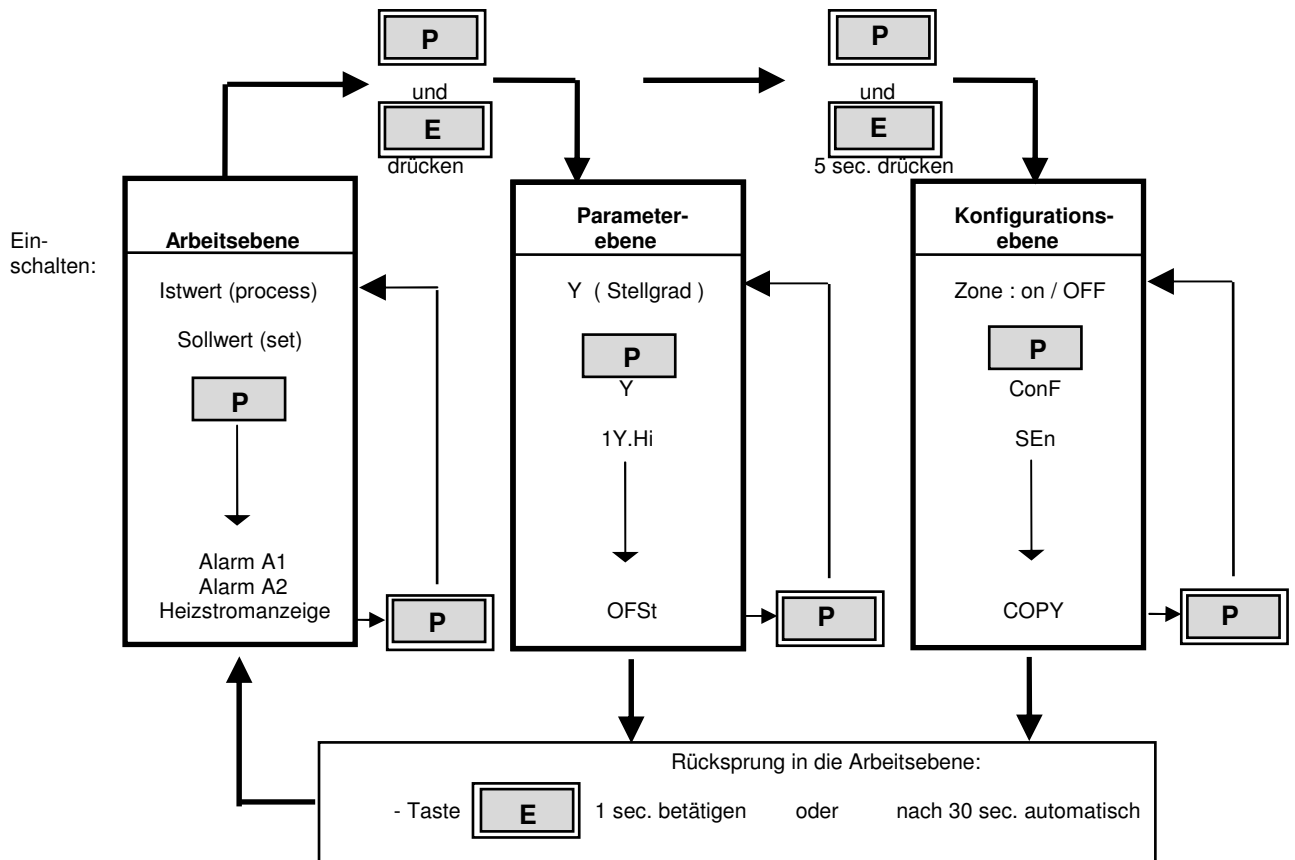 P
und
E
drücken
P
und
E
5 sec. drücken
Ein-
schalten:
Arbeitsebene
Istwert (process)
Sollwert (set)
P
Alarm A1
Alarm A2
Heizstromanzeige
P
Parameter-
ebene
Y ( Stellgrad )
P
Y
1Y.Hi
OFSt
P
Konfigurations-
ebene
Zone : on / OFF
P
ConF
SEn
COPY
P
Rücksprung in die Arbeitsebene:
- Taste E 1 sec. betätigen oder nach 30 sec. automatisch